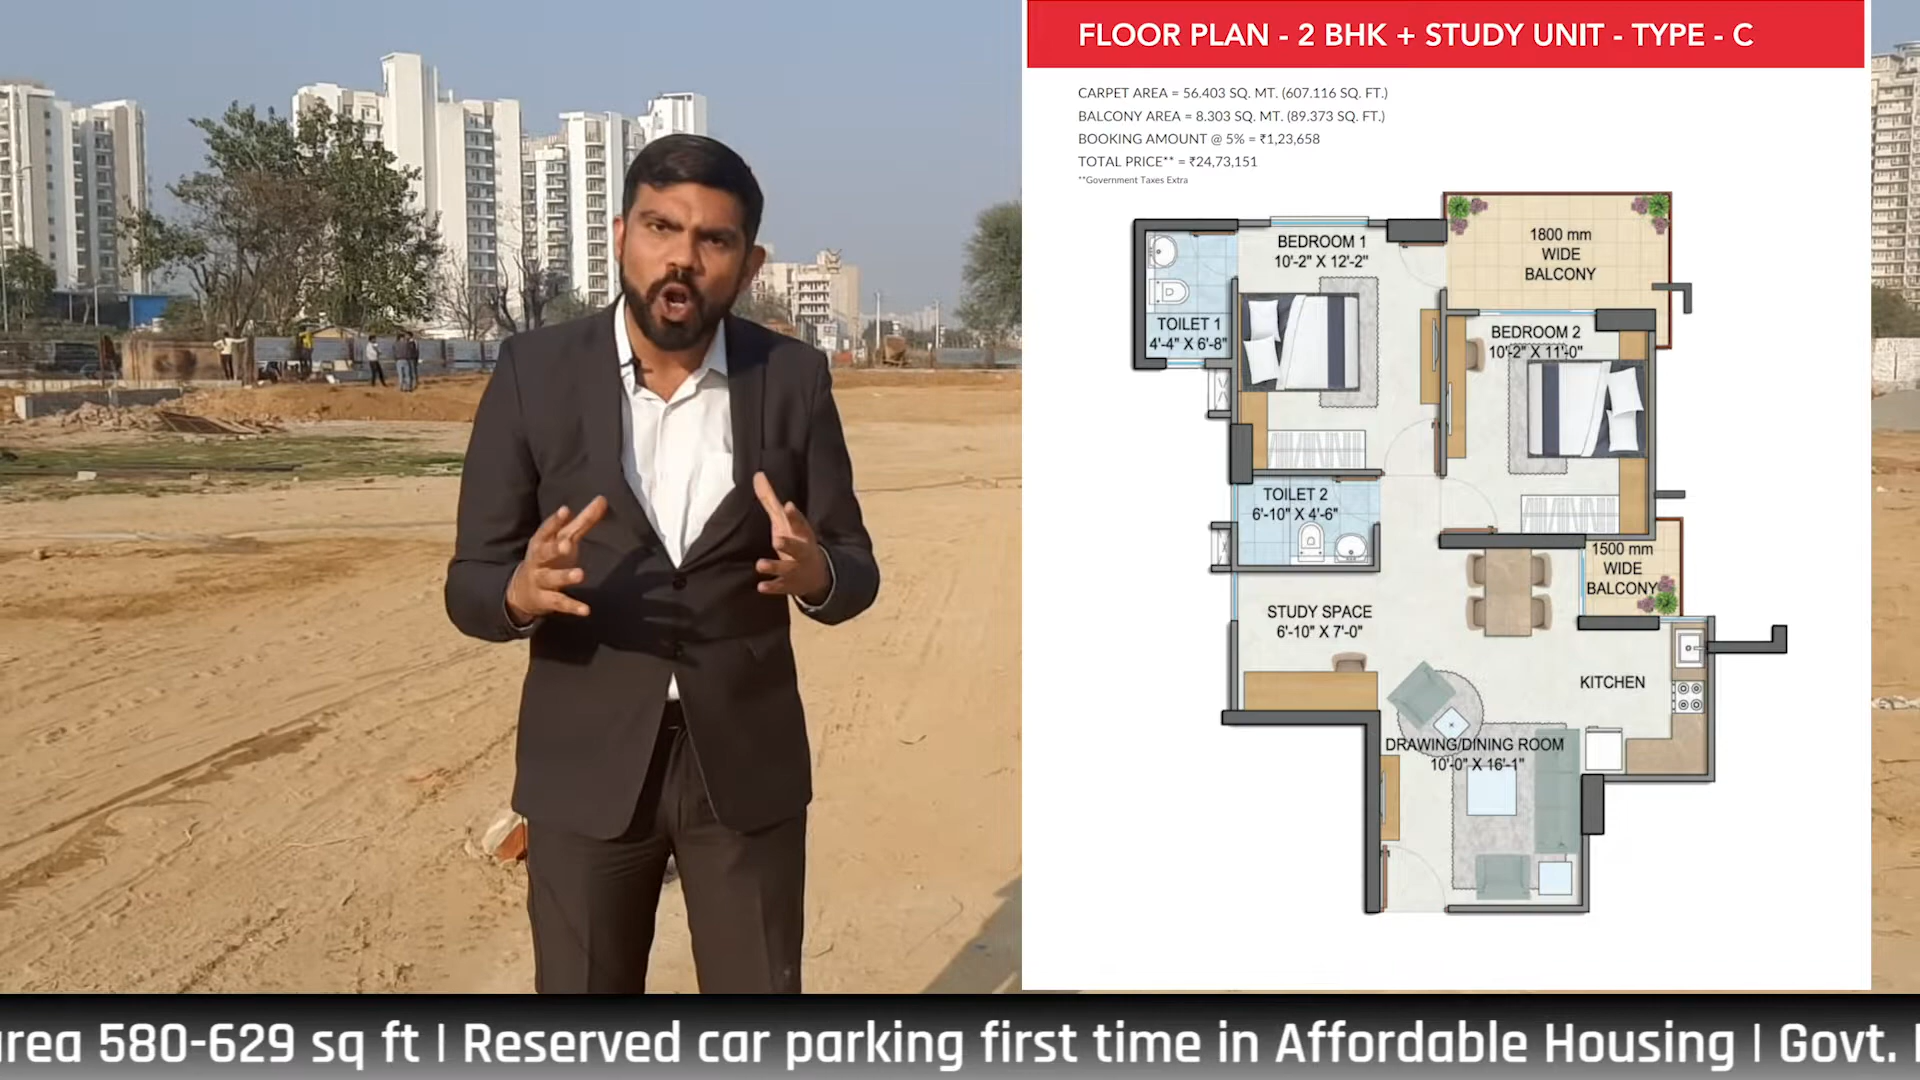 FLOOR PLAN - 2 BHK + STUDY UNIT - TYPE - C
CARPET AREA = 56.403 SQ. MT. (607.116 SQ. FT.)
BALCONY AREA = 8.303 SQ. MT. (89.373 SQ. FT.)
BOOKING AMOUNT @ 5% = ₹1,23,658
TOTAL PRICE** = ₹24,73,151
**Government Taxes Extra
1800 mm
WIDE
BALCONY
BEDROOM 1
10'-2" X 12'-2"
TOILET 1
4'-4" X 6'-8"
BEDROOM 2
10'-2" X 11'-0"
TOILET 2
6'-10" X 4'-6"
1500 mm
WIDE
BALCONY
STUDY SPACE
6'-10" X 7'-0"
KITCHEN
DRAWING/DINING ROOM
10'-0" X 16'-1"
area 580-629 sq ft | Reserved car parking first time in Affordable Housing | Govt.